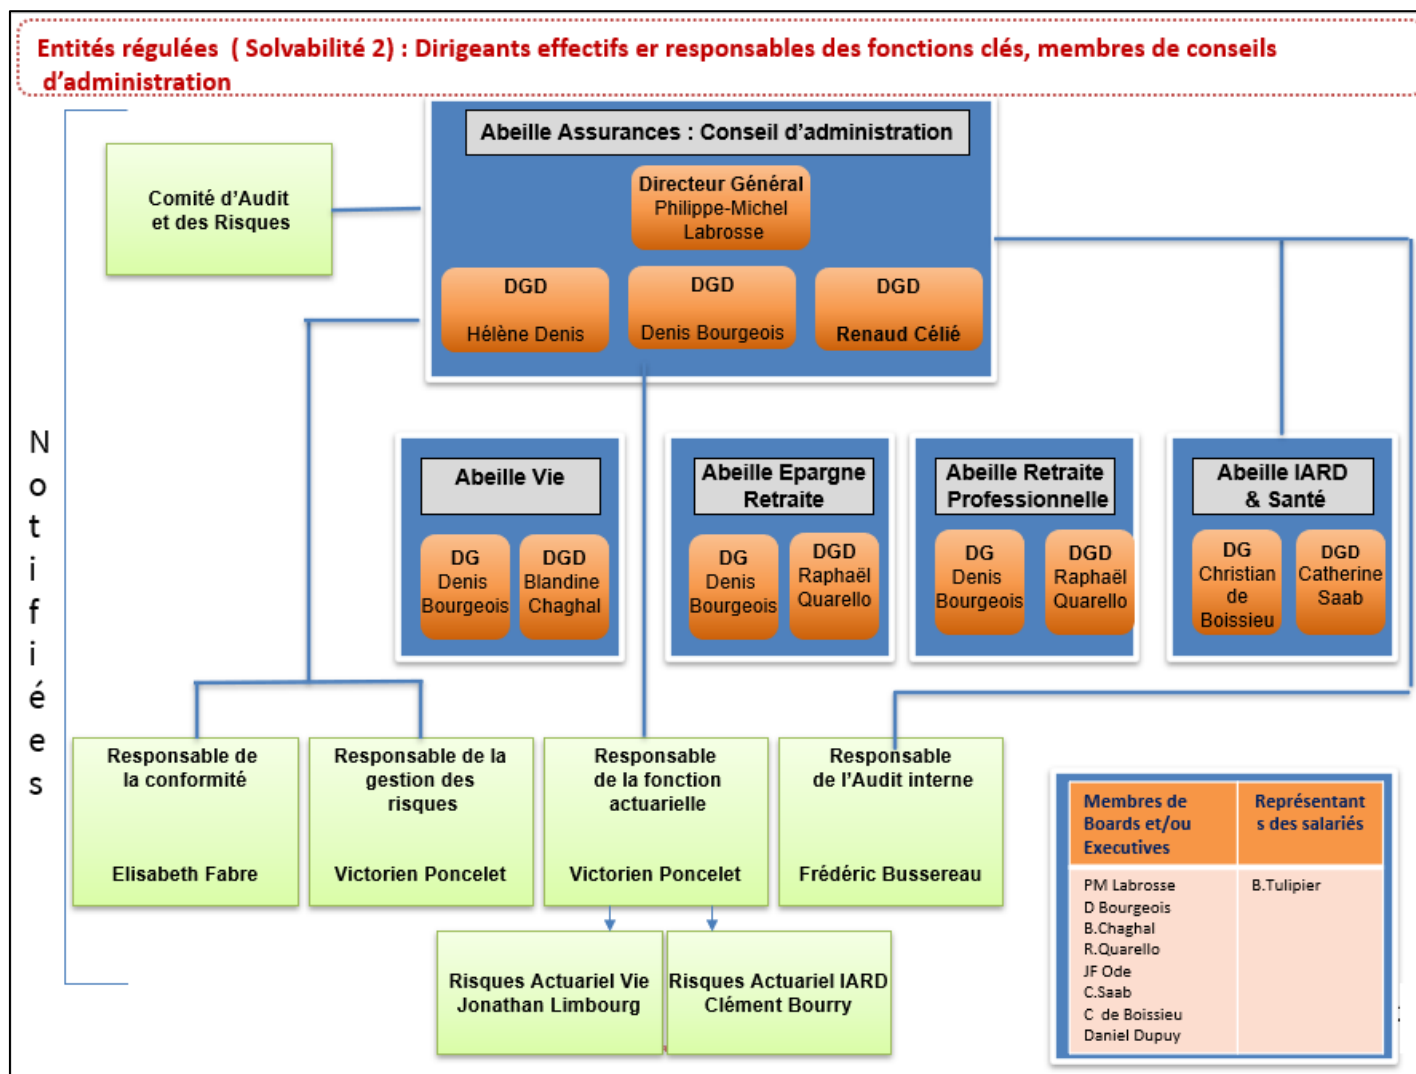 Entités régulées ( Solvabilité 2) : Dirigeants effectifs er responsables des fonctions clés, membres de conseils
d'administration
Abeille Assurances : Conseil d'administration
Comité d'Audit
et des Risques
Directeur Général
Philippe-Michel
Labrosse
DGD
Hélène Denis
DGD
Denis Bourgeois
DGD
Renaud Célié
Notifiées
Abeille Vie
DG
Denis
Bourgeois
DGD
Blandine
Chaghal
Abeille Epargne
Retraite
DG
Denis
Bourgeois
DGD
Raphaël
Quarello
Abeille Retraite
Professionnelle
DG
Denis
Bourgeois
DGD
Raphaël
Quarello
Abeille IARD
& Santé
DG
Christian
de
Boissieu
DGD
Catherine
Saab
Responsable de
la conformité
Elisabeth Fabre
Responsable de la
gestion des
risques
Victorien Poncelet
Responsable
de la fonction
actuarielle
Victorien Poncelet
Responsable
de l'Audit interne
Frédéric Bussereau
Risques Actuariel Vie
Jonathan Limbourg
Risques Actuariel IARD
Clément Bourry
Membres de
Boards et/ou
Executives
Représentant
s des salariés
PM Labrosse
D Bourgeois
B.Chaghal
R.Quarello
JF Ode
C.Saab
C de Boissieu
Daniel Dupuy
B.Tulipier